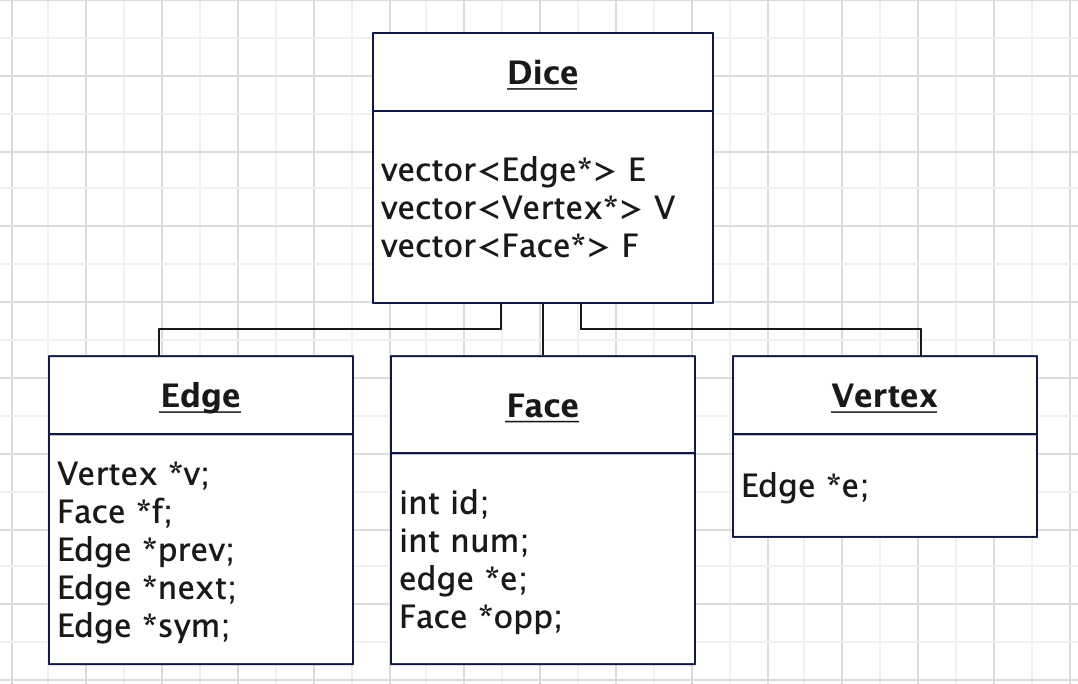 Dice
vector<Edge*> E
vector<Vertex*> V
vector<Face*> F
Edge
Vertex *v;
Face *f;
Edge *prev;
Edge *next;
Edge *sym;
Face
int id;
int num;
edge *e;
Face *opp;
Vertex
Edge *e;